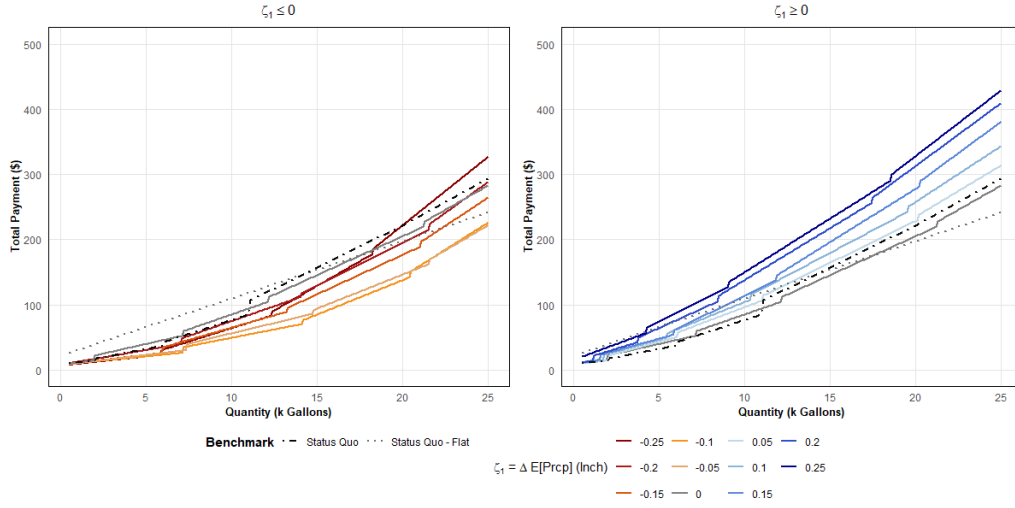 ζ₁ ≤ 0
ζ₁ ≥ 0
Total Payment ($)
500
400
300
200
100
0
0 5 10 15 20 25
Quantity (k Gallons)
Total Payment ($)
500
400
300
200
100
0
0 5 10 15 20 25
Quantity (k Gallons)
Benchmark Status Quo Status Quo - Flat
ζ₁ = Δ E[Prcp] (Inch)
-0.25 -0.1 0.05 0.2
-0.2 -0.05 0.1 0.25
-0.15 0 0.15